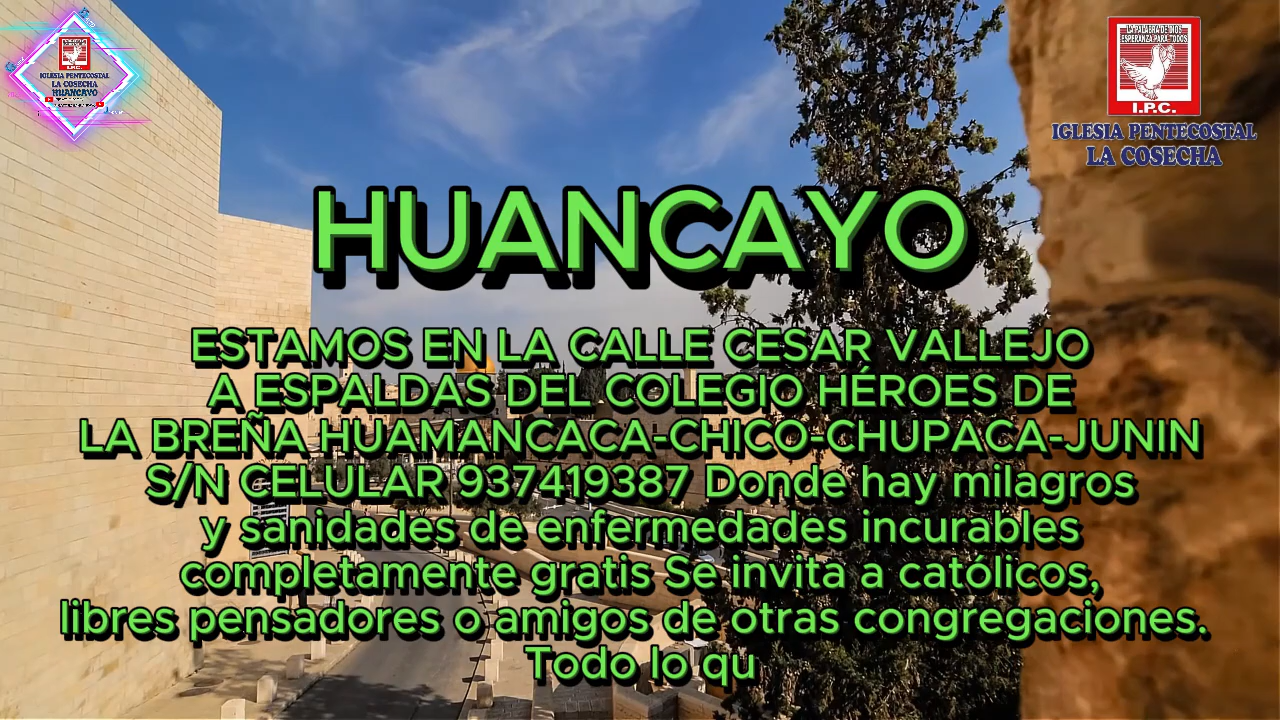 IGLESIA PENTECOSTAL
LA COSECHA
HUANCAYO
LA PALABRA DE DIOS
ESPERANZA PARA TODOS
I.P.C.
IGLESIA PENTECOSTAL
LA COSECHA
HUANCAYO
ESTAMOS EN LA CALLE CESAR VALLEJO
A ESPALDAS DEL COLEGIO HÉROES DE
LA BREÑA HUAMANCACA-CHICO-CHUPACA-JUNIN
S/N CELULAR 937419387 Donde hay milagros
y sanidades de enfermedades incurables
completamente gratis Se invita a católicos,
libres pensadores o amigos de otras congregaciones.
Todo lo qu